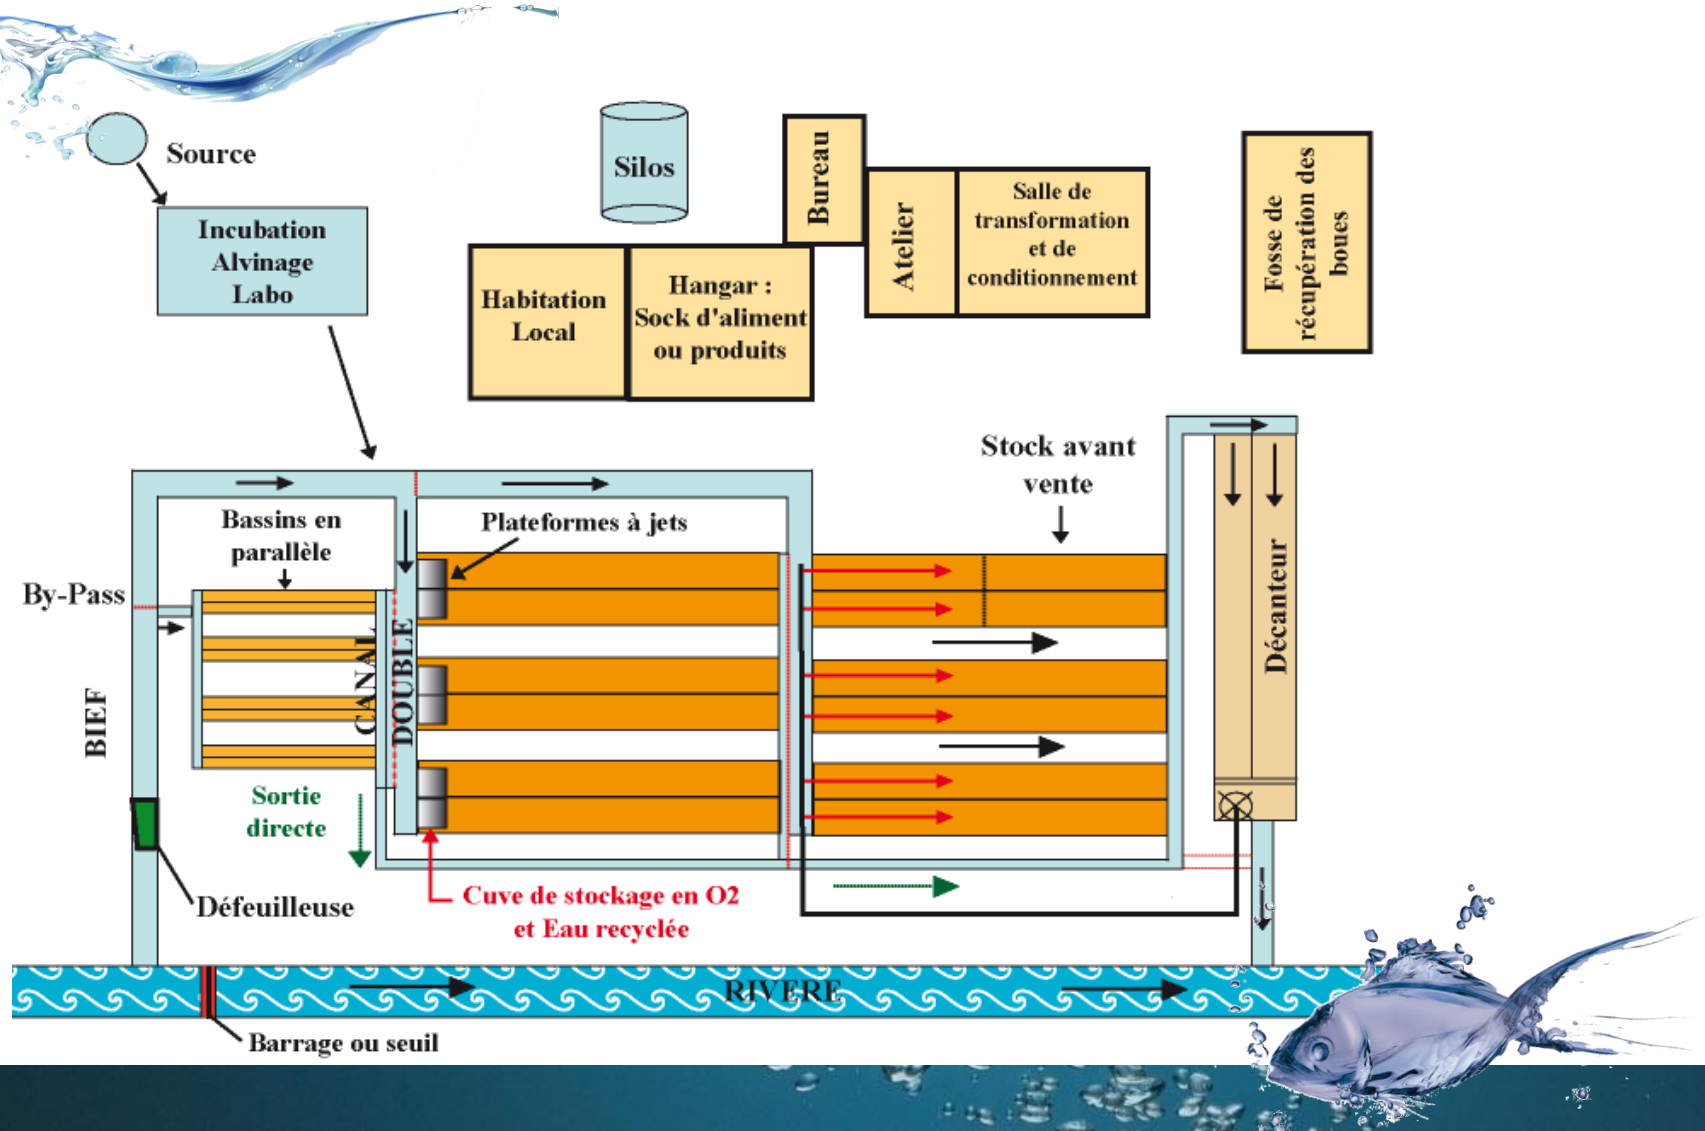 Source
Incubation
Alvinage
Labo
Silos
Bureau
Atelier
Salle de
transformation
et de
conditionnement
Fosse de
récupération des
boues
Habitation
Local
Hangar :
Sock d'aliment
ou produits
Stock avant
vente
Bassins en
parallèle
Plateformes à jets
By-Pass
BIEF
CANAL
DOUBLE
Décanteur
Sortie
directe
Défeuilleuse
Cuve de stockage en O2
et Eau recyclée
RIVERE
Barrage ou seuil